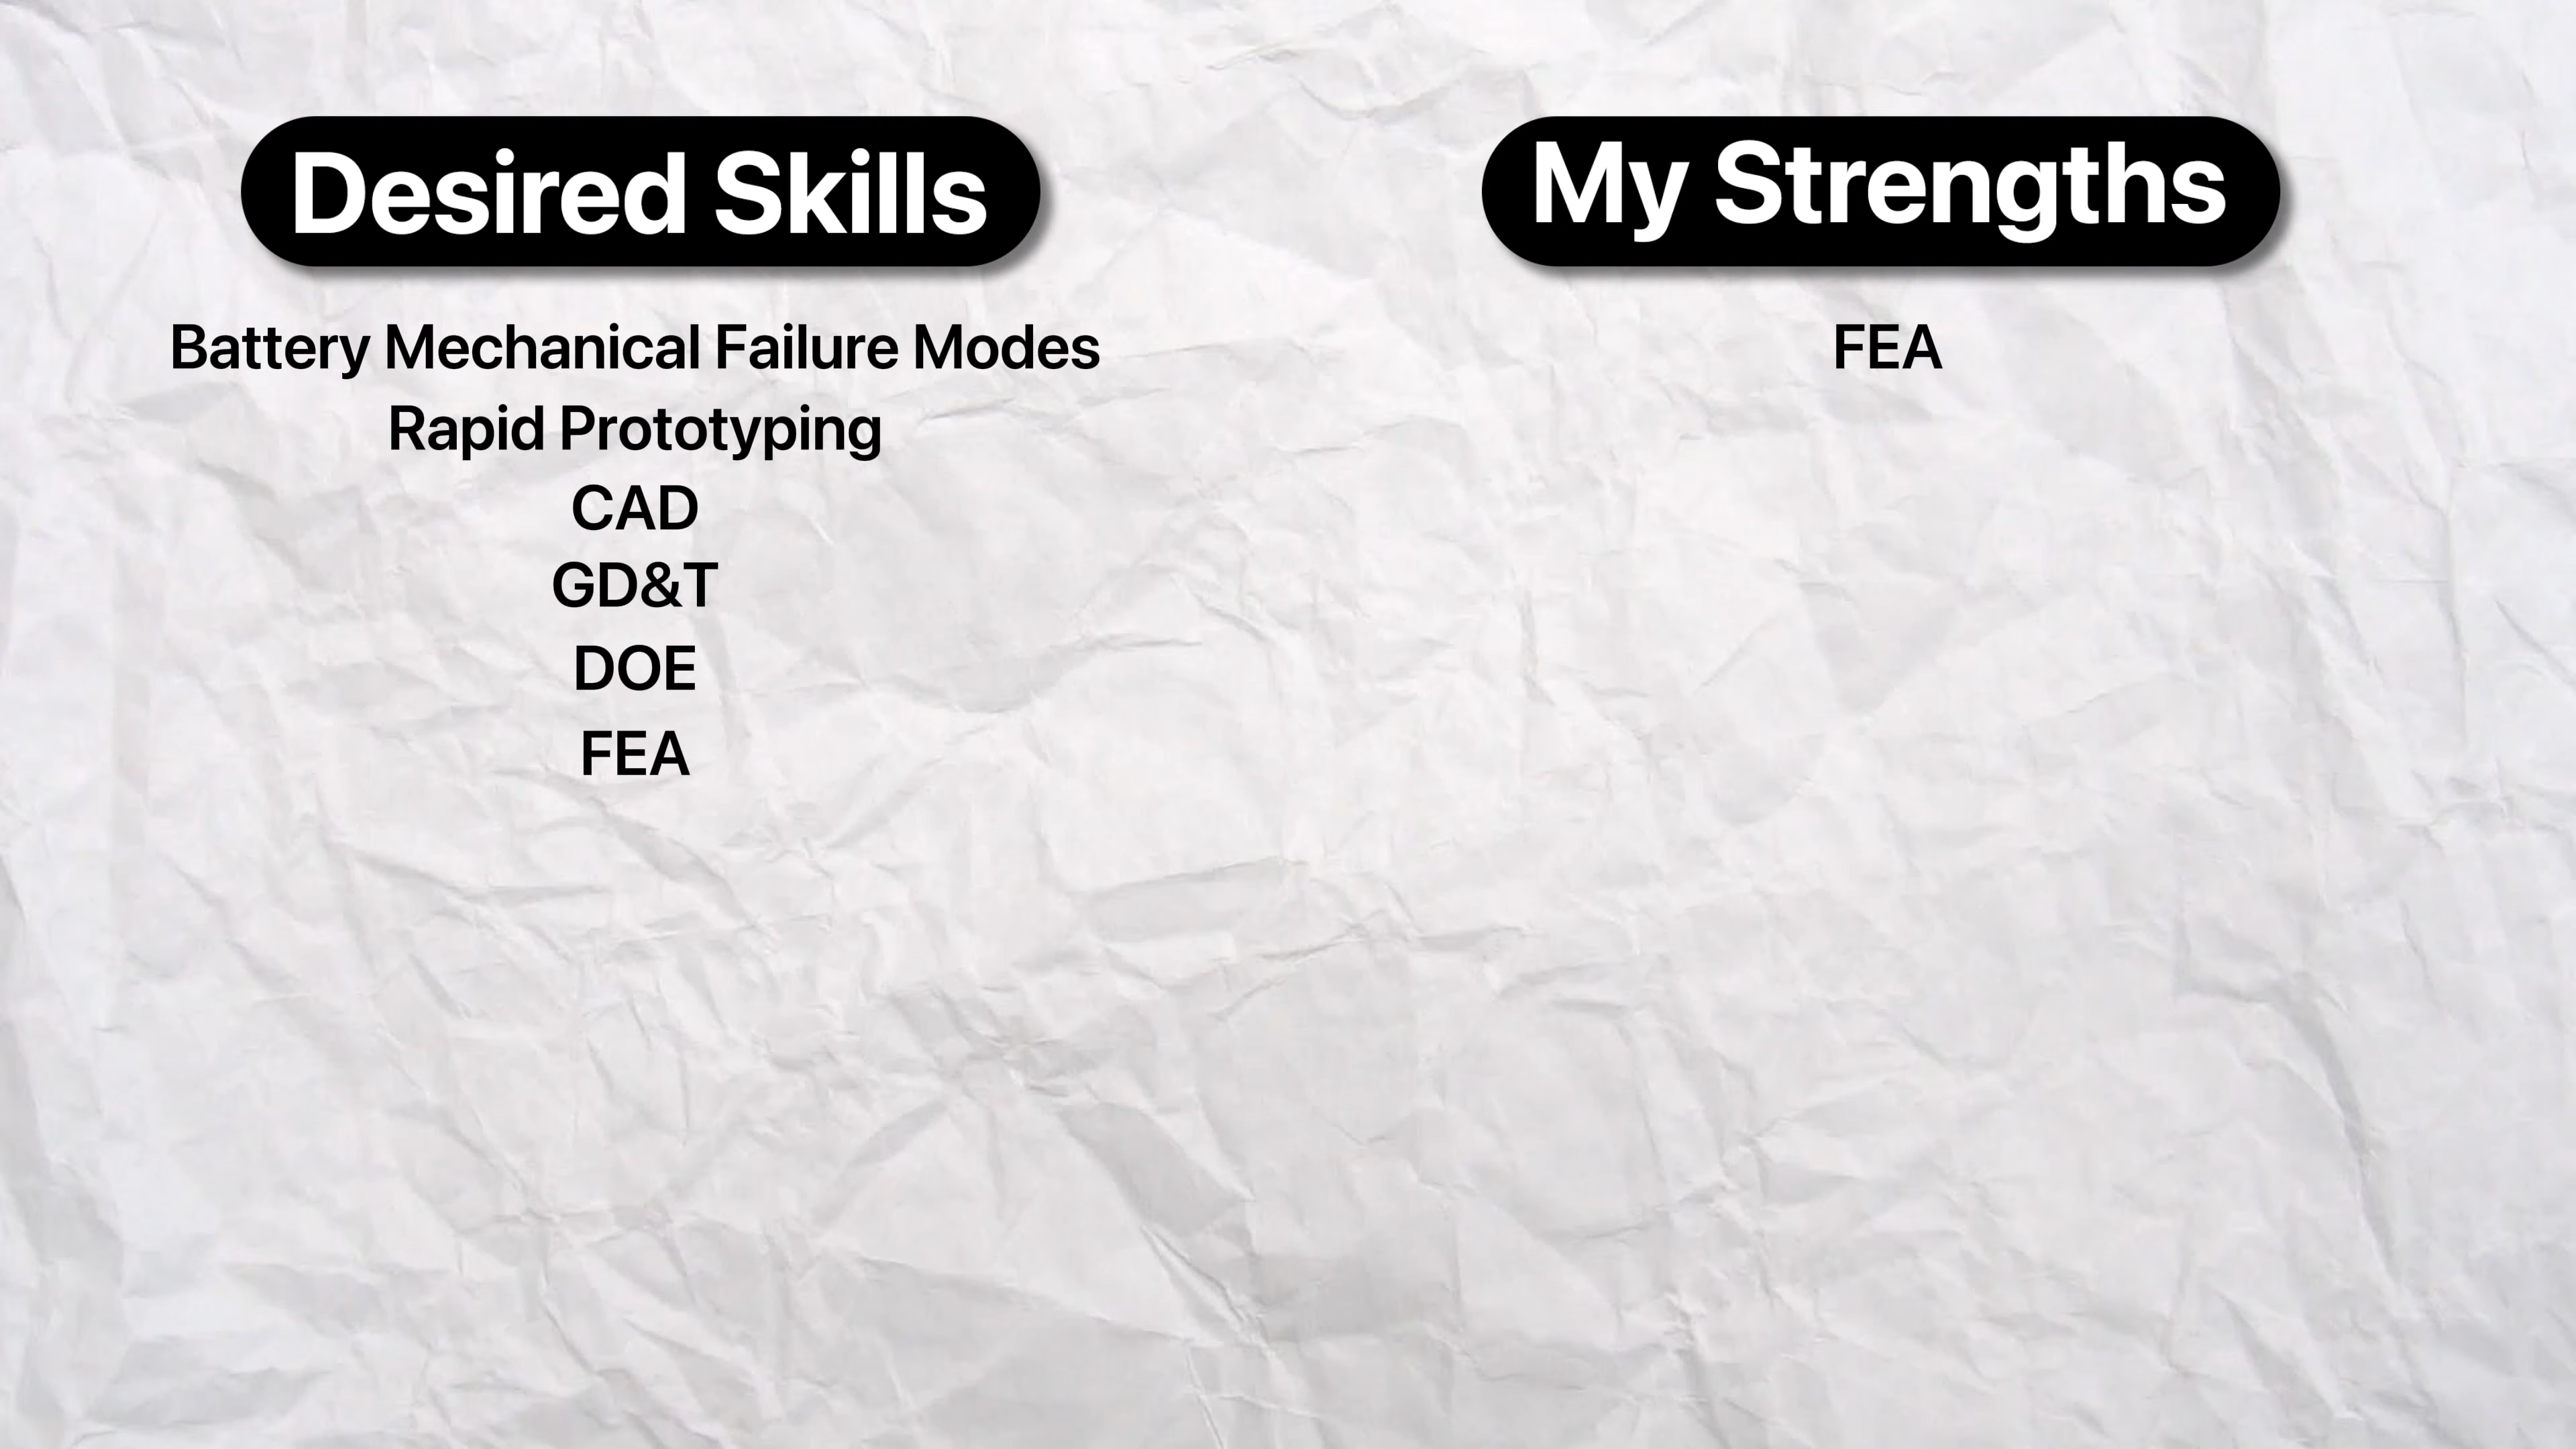 Desired Skills
Battery Mechanical Failure Modes
Rapid Prototyping
CAD
GD&T
DOE
FEA
My Strengths
FEA